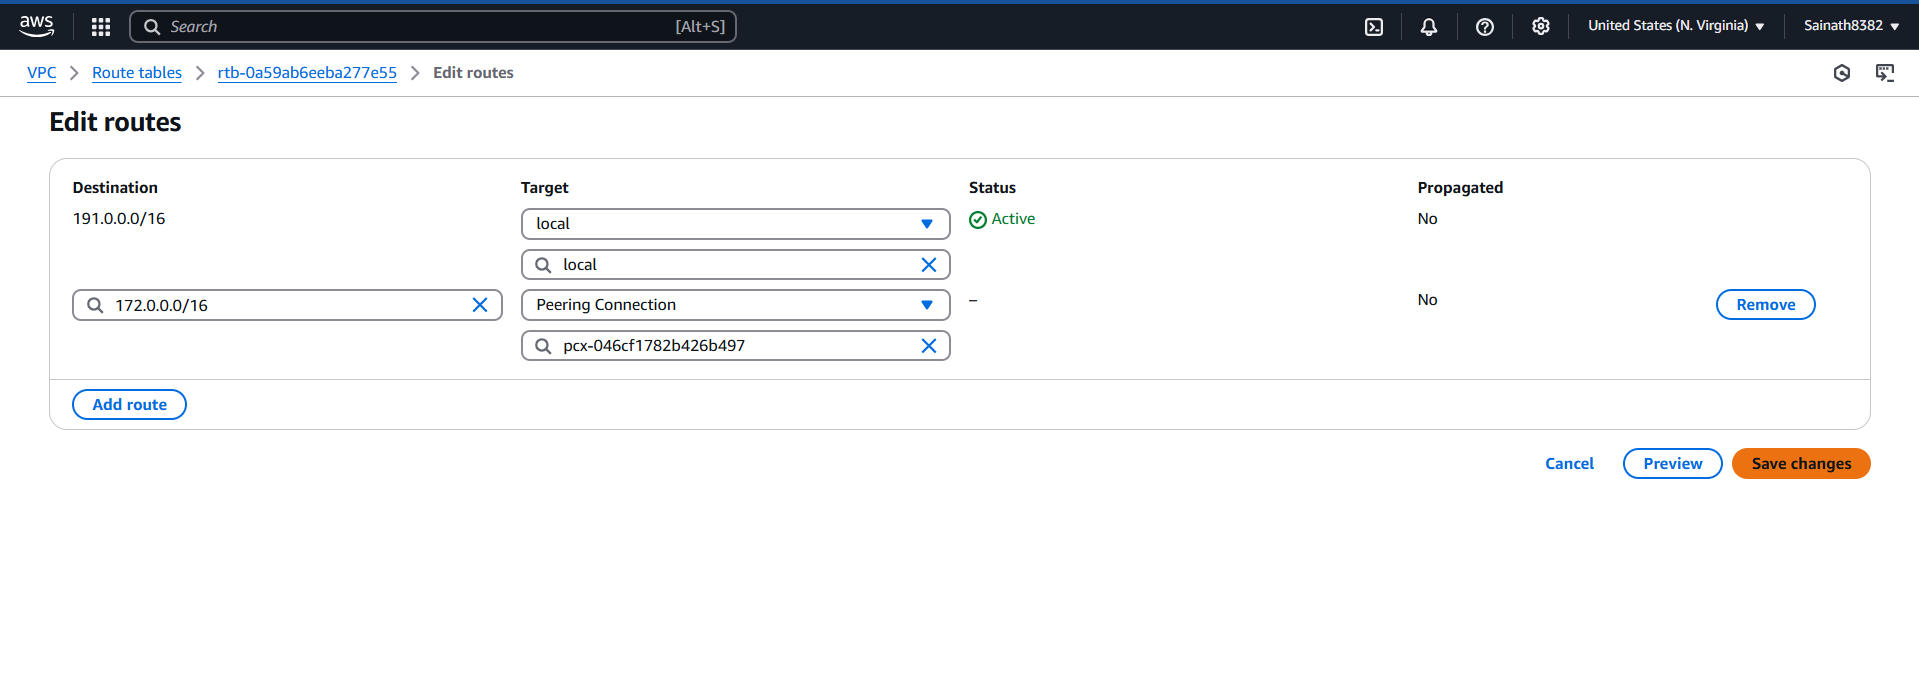 aws
Search [Alt+S] United States (N. Virginia) Sainath8382
VPC Route tables rtb-0a59ab6eeba277e55 Edit routes
Edit routes
Destination Target Status Propagated
191.0.0.0/16 local Active No
local
172.0.0.0/16 Peering Connection – No Remove
pcx-046cf1782b426b497
Add route
Cancel Preview Save changes